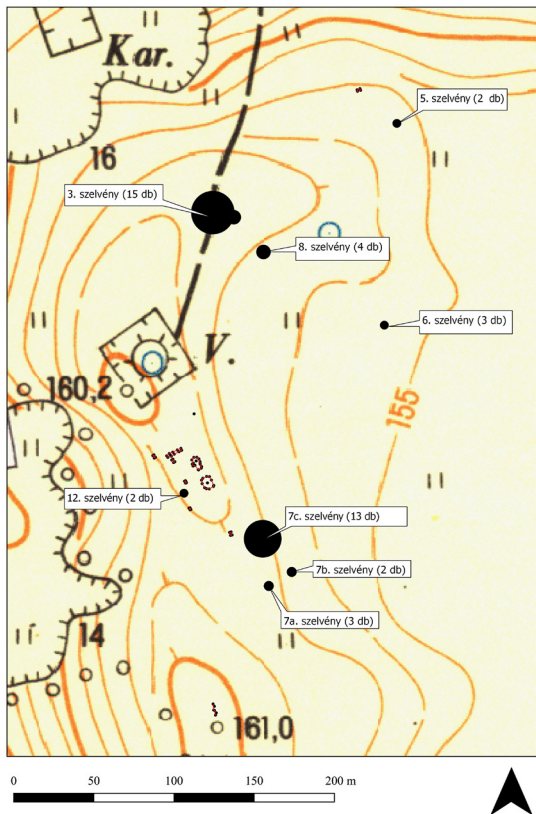 Kar.
5. szelvény (2 db)
16
3. szelvény (15 db)
8. szelvény (4 db)
6. szelvény (3 db)
V.
160,2
155
12. szelvény (2 db)
7c. szelvény (13 db)
7b. szelvény (2 db)
7a. szelvény (3 db)
14
161,0
0 50 100 150 200 m